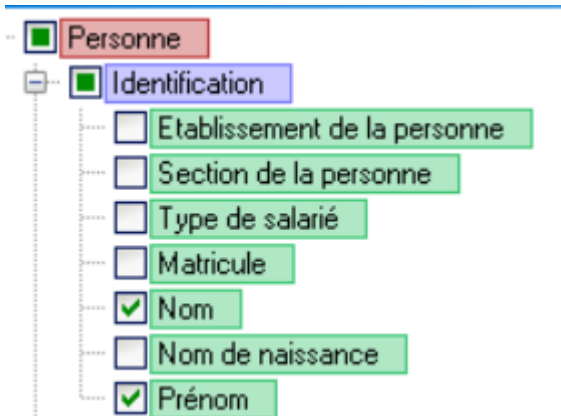 Personne
Identification
Etablissement de la personne
Section de la personne
Type de salarié
Matricule
Nom
Nom de naissance
Prénom